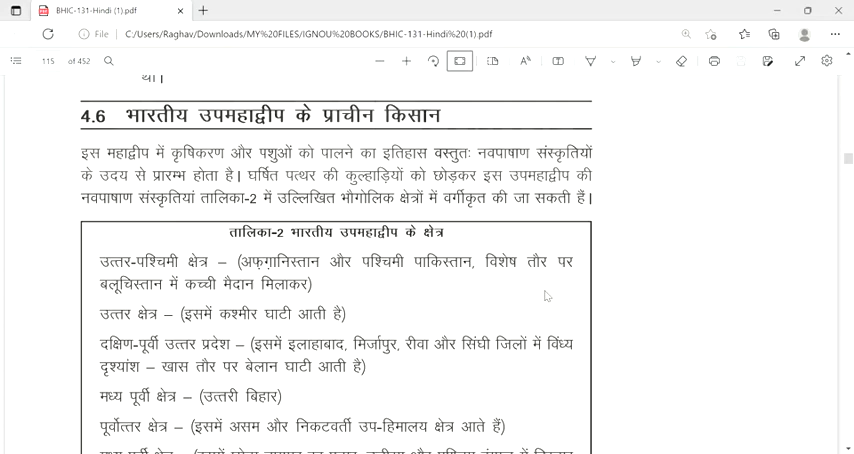 BHIC-131-Hindi (1).pdf
File C:/Users/Raghav/Downloads/MY%20FILES/IGNOU%20BOOKS/BHIC-131-Hindi%20(1).pdf
115 of 452
था।
4.6 भारतीय उपमहाद्वीप के प्राचीन किसान
इस महाद्वीप में कृषिकरण और पशुओं को पालने का इतिहास वस्तुतः नवपाषाण संस्कृतियों
के उदय से प्रारम्भ होता है। घर्षित पत्थर की कुल्हाड़ियों को छोड़कर इस उपमहाद्वीप की
नवपाषाण संस्कृतियां तालिका-2 में उल्लिखित भौगोलिक क्षेत्रों में वर्गीकृत की जा सकती हैं।
तालिका-2 भारतीय उपमहाद्वीप के क्षेत्र
उत्तर-पश्चिमी क्षेत्र – (अफ़ग़ानिस्तान और पश्चिमी पाकिस्तान, विशेष तौर पर
बलूचिस्तान में कच्ची मैदान मिलाकर)
उत्तर क्षेत्र – (इसमें कश्मीर घाटी आती है)
दक्षिण-पूर्वी उत्तर प्रदेश – (इसमें इलाहाबाद, मिर्जापुर, रीवा और सिंघी जिलों में विंध्य
दृश्यांश – खास तौर पर बेलान घाटी आती है)
मध्य पूर्वी क्षेत्र – (उत्तरी बिहार)
पूर्वोत्तर क्षेत्र – (इसमें असम और निकटवर्ती उप-हिमालय क्षेत्र आते हैं)